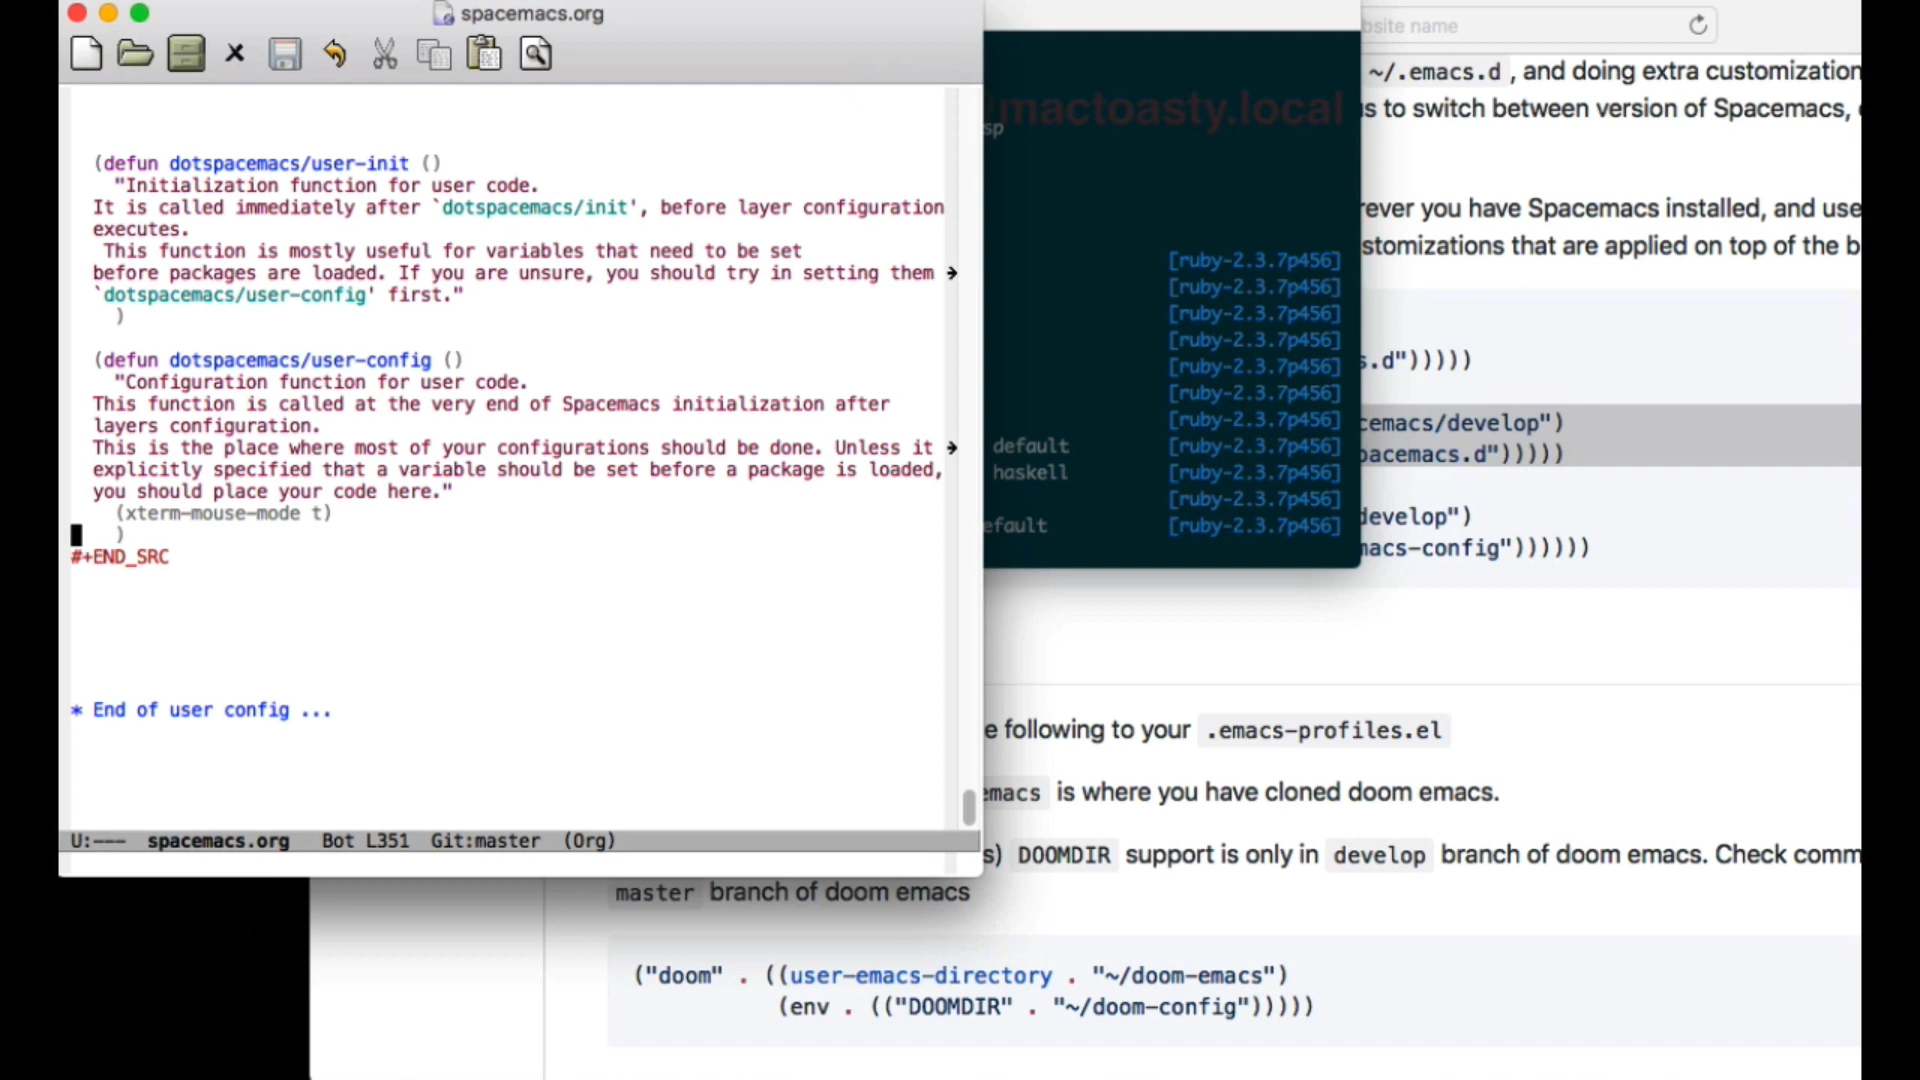 spacemacs.org
(defun dotspacemacs/user-init ()
"Initialization function for user code.
It is called immediately after `dotspacemacs/init', before layer configuration
executes.
This function is mostly useful for variables that need to be set
before packages are loaded. If you are unsure, you should try in setting them
`dotspacemacs/user-config' first."
)
(defun dotspacemacs/user-config ()
"Configuration function for user code.
This function is called at the very end of Spacemacs initialization after
layers configuration.
This is the place where most of your configurations should be done. Unless it
explicitly specified that a variable should be set before a package is loaded,
you should place your code here."
(xterm-mouse-mode t)
)
#+END_SRC
* End of user config ...
U:--- spacemacs.org Bot L351 Git:master (Org)
mactoasty.local
sp
[ruby-2.3.7p456]
[ruby-2.3.7p456]
[ruby-2.3.7p456]
[ruby-2.3.7p456]
[ruby-2.3.7p456]
[ruby-2.3.7p456]
[ruby-2.3.7p456]
default [ruby-2.3.7p456]
haskell [ruby-2.3.7p456]
[ruby-2.3.7p456]
efault [ruby-2.3.7p456]
bsite name
~/.emacs.d , and doing extra customization
s to switch between version of Spacemacs,
rever you have Spacemacs installed, and use
stomizations that are applied on top of the b
s.d")))))
cemacs/develop")
pacemacs.d")))))
develop")
macs-config"))))))
e following to your .emacs-profiles.el
emacs is where you have cloned doom emacs.
s) DOOMDIR support is only in develop branch of doom emacs. Check comm
master branch of doom emacs
("doom" . ((user-emacs-directory . "~/doom-emacs")
(env . (("DOOMDIR" . "~/doom-config")))))